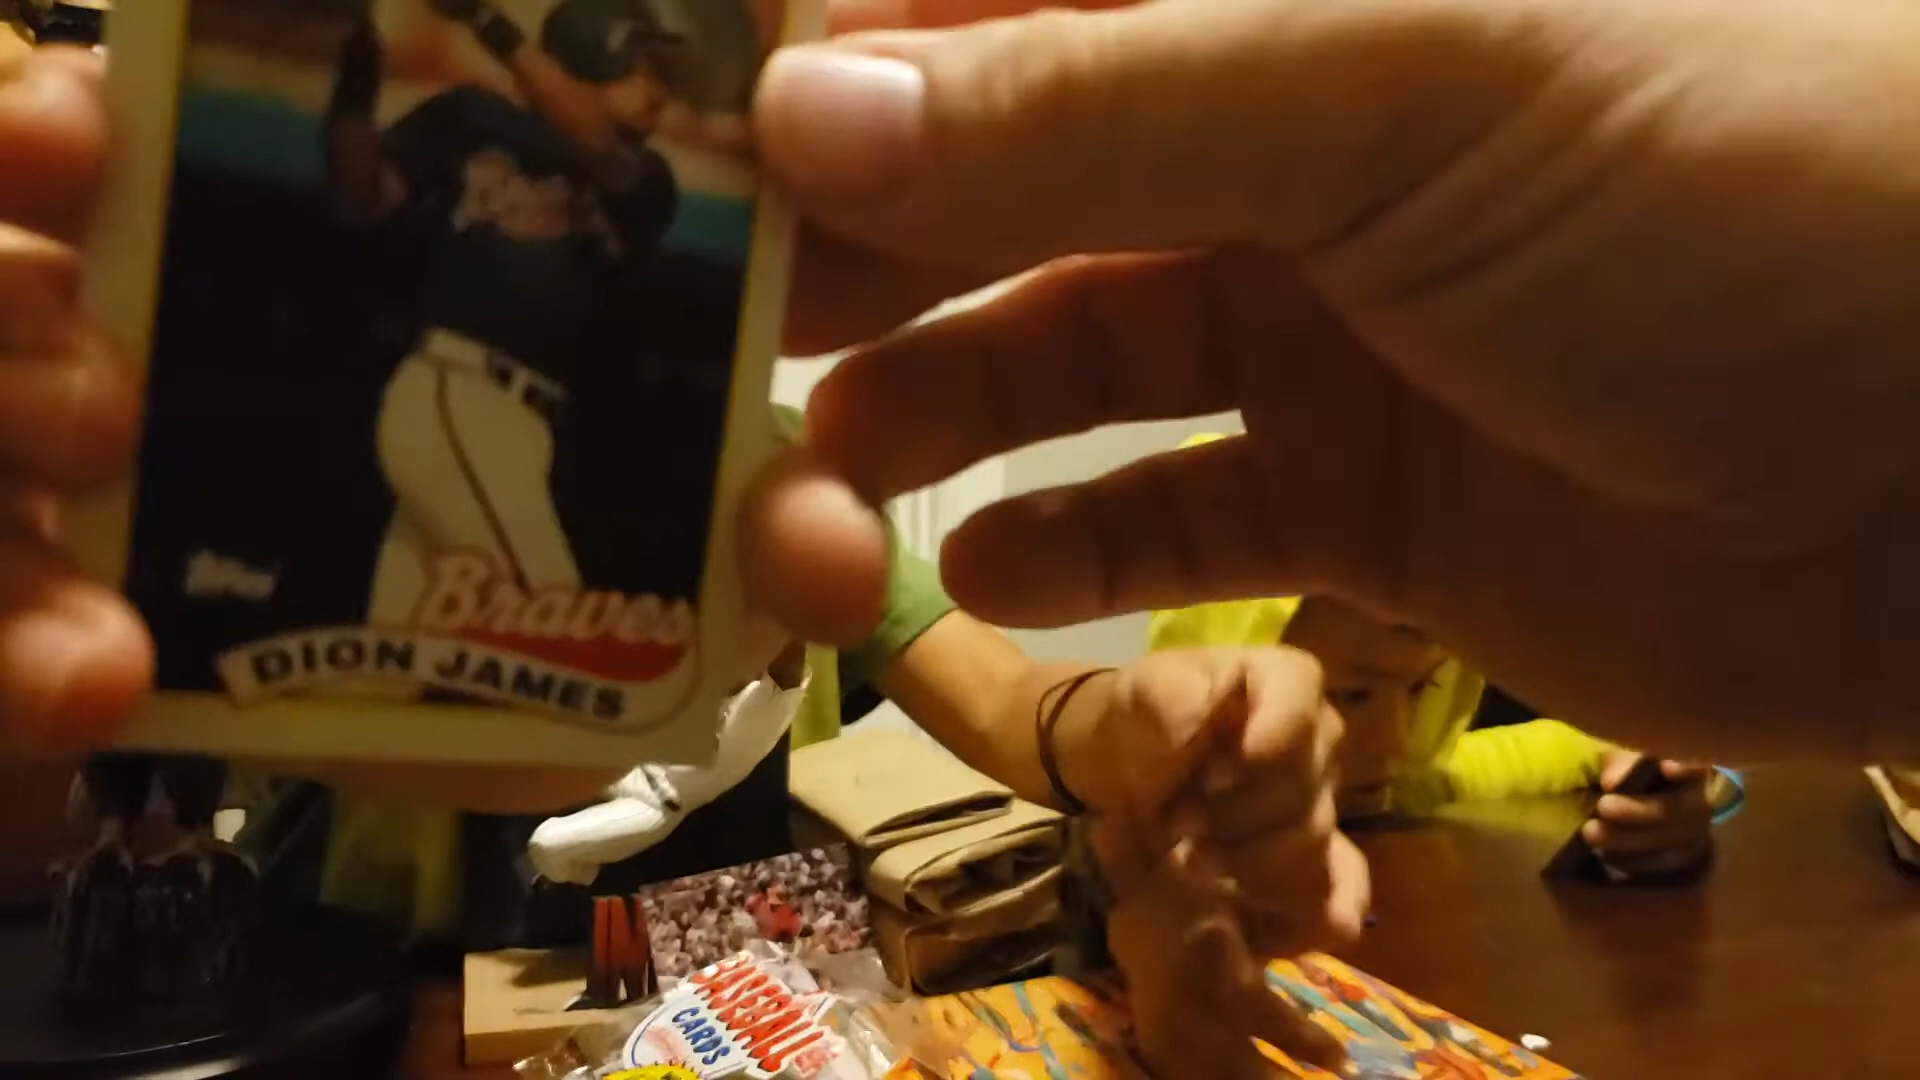 Braves
Topps
Braves
DION JAMES
BASEBALL
CARDS